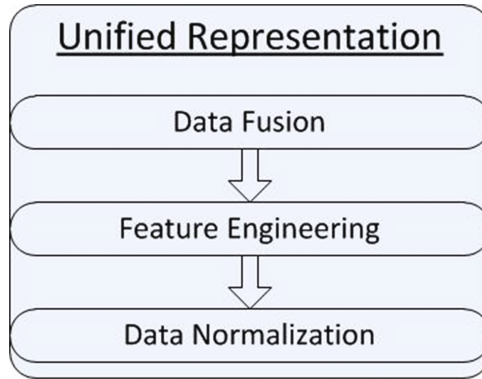 Unified Representation
Data Fusion
Feature Engineering
Data Normalization